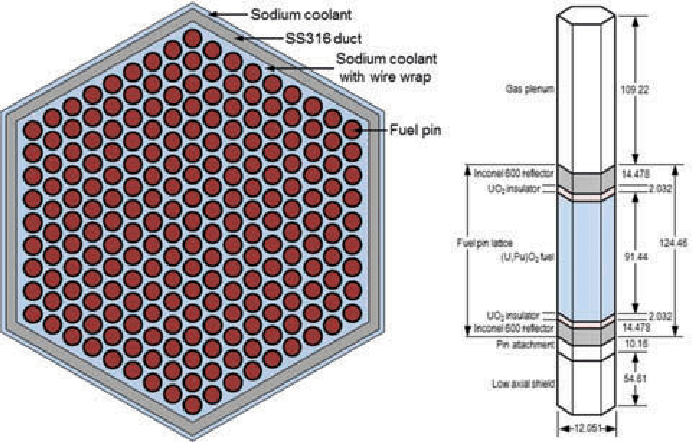 Sodium coolant
SS316 duct
Sodium coolant
with wire wrap
Fuel pin
Gas plenum
109.22
Inconel 600 reflector
14.478
UO₂ insulator
2.032
Fuel pin lattice
(U,Pu)O₂ fuel
91.44
124.46
UO₂ insulator
2.032
Inconel 600 reflector
14.478
Pin attachment
10.16
Low axial shield
54.61
12.051